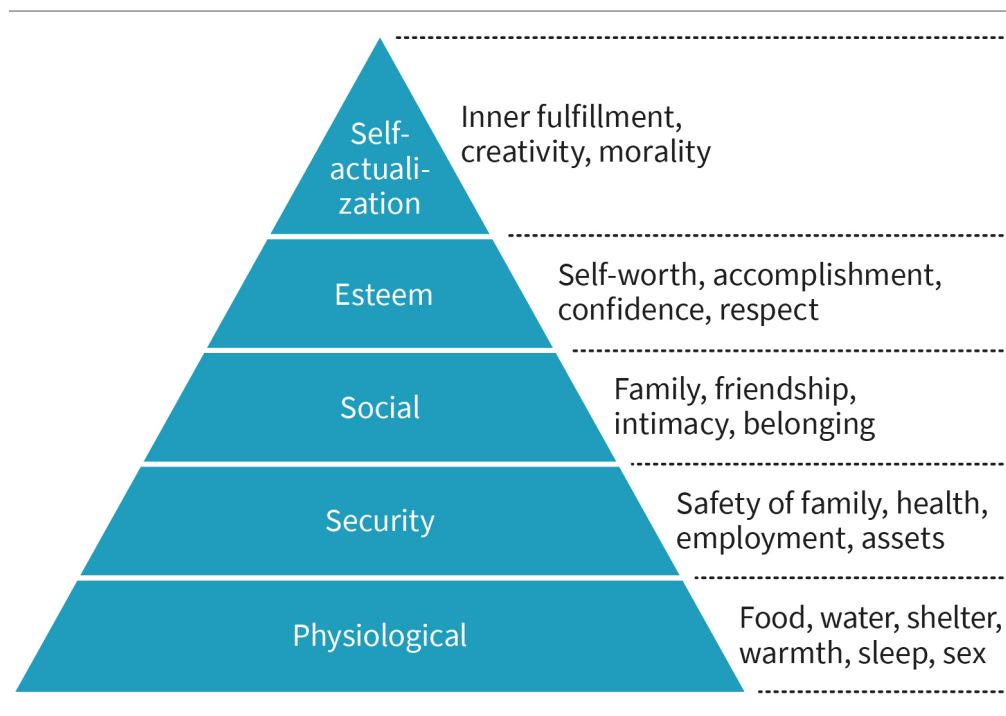 Self-
actuali-
zation
Inner fulfillment,
creativity, morality
Esteem
Self-worth, accomplishment,
confidence, respect
Social
Family, friendship,
intimacy, belonging
Security
Safety of family, health,
employment, assets
Physiological
Food, water, shelter,
warmth, sleep, sex